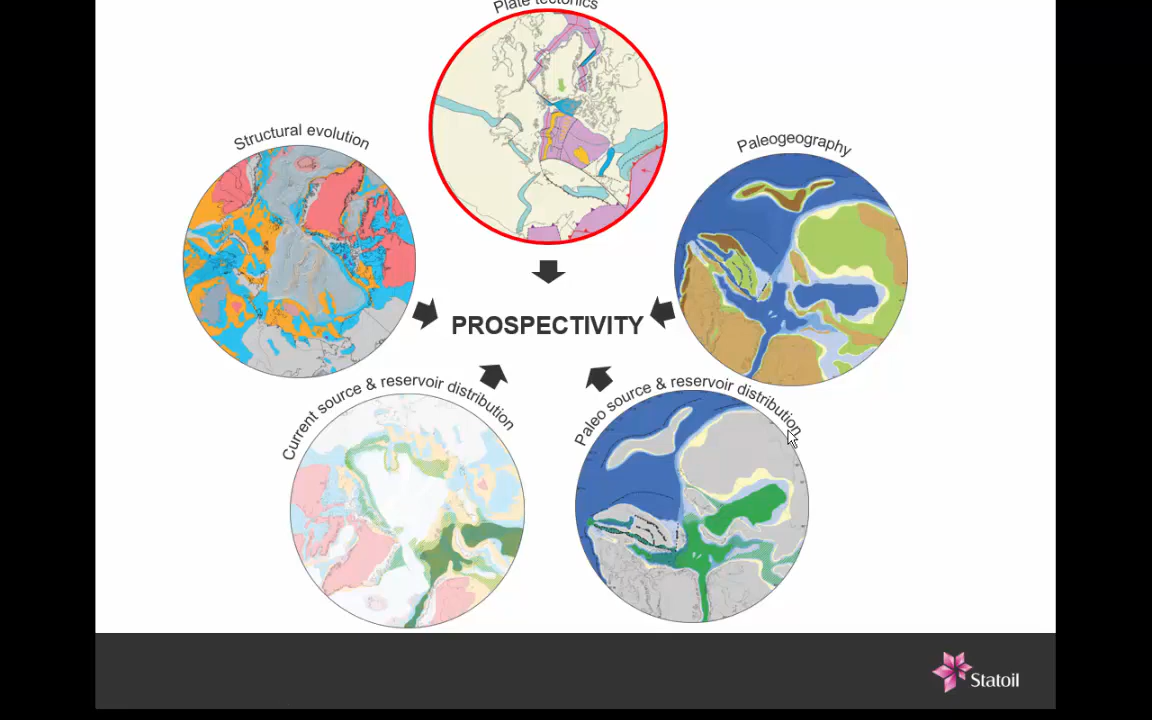 Plate tectonics
Structural evolution
Paleogeography
PROSPECTIVITY
Current source & reservoir distribution
Paleo source & reservoir distribution
Statoil